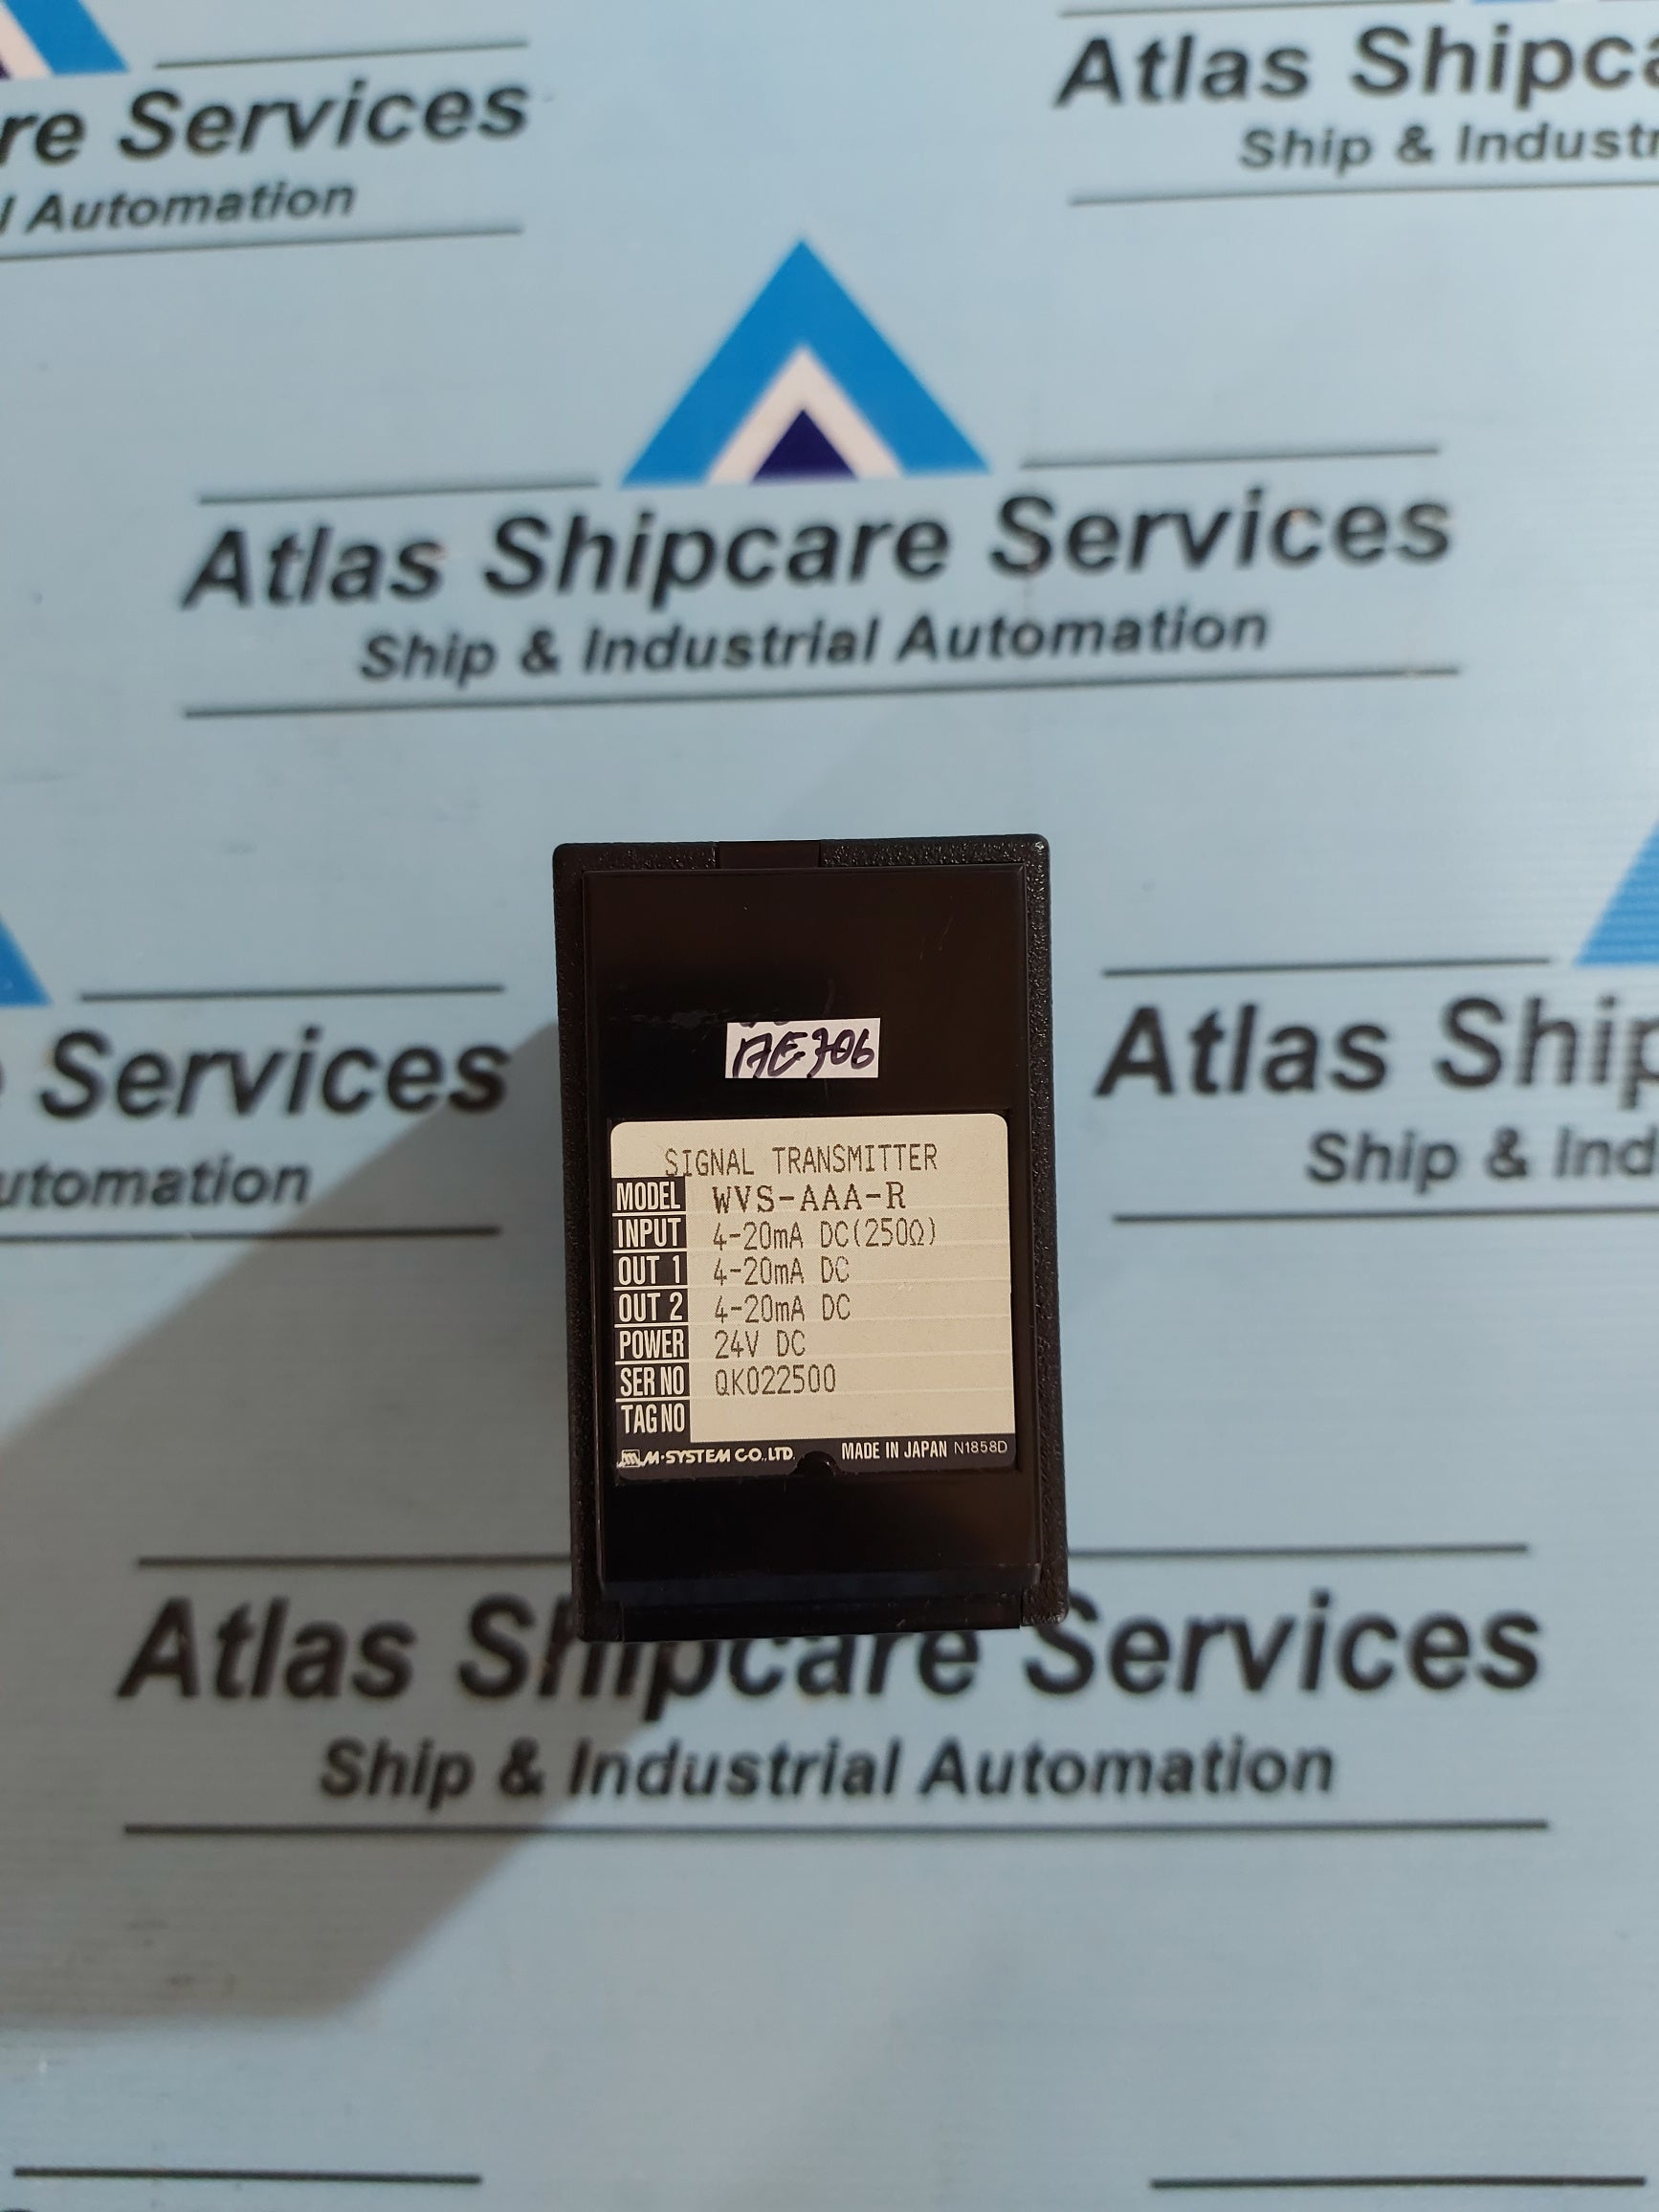 re Services
l Automation
Atlas Shipca
Ship & Industr
Atlas Shipcare Services
Ship & Industrial Automation
Services
utomation
Atlas Ship
Ship & Ind
SIGNAL TRANSMITTER
MODEL WVS-AAA-R
INPUT 4-20mA DC(250Ω)
OUT 1 4-20mA DC
OUT 2 4-20mA DC
POWER 24V DC
SER NO QK022500
TAG NO
M-SYSTEM CO.,LTD. MADE IN JAPAN N1858D
Atlas Shipcare Services
Ship & Industrial Automation